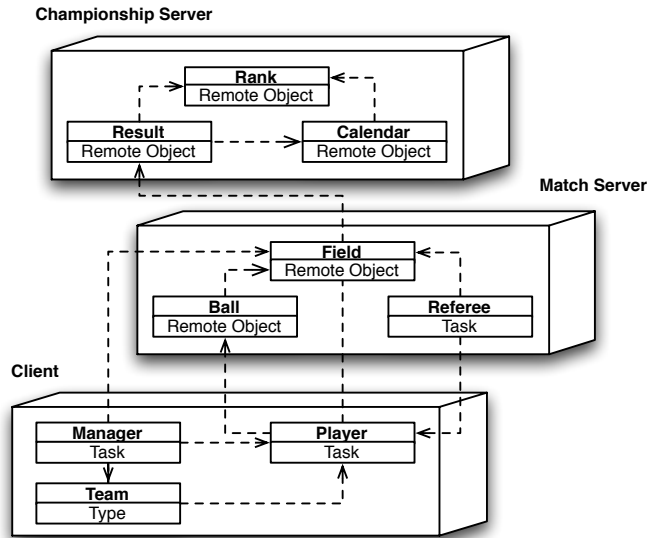 Championship Server
Rank
Remote Object
Result
Remote Object
Calendar
Remote Object
Match Server
Field
Remote Object
Ball
Remote Object
Referee
Task
Client
Manager
Task
Player
Task
Team
Type